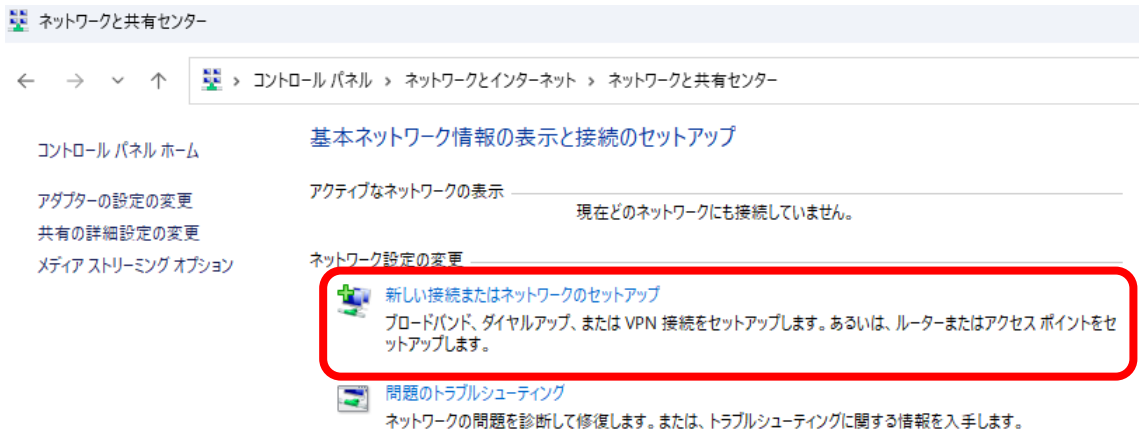 ネットワークと共有センター
コントロール パネル › ネットワークとインターネット › ネットワークと共有センター
コントロール パネル ホーム
アダプターの設定の変更
共有の詳細設定の変更
メディア ストリーミング オプション
基本ネットワーク情報の表示と接続のセットアップ
アクティブなネットワークの表示
現在どのネットワークにも接続していません。
ネットワーク設定の変更
新しい接続またはネットワークのセットアップ
ブロードバンド、ダイヤルアップ、または VPN 接続をセットアップします。あるいは、ルーターまたはアクセス ポイントをセ
ットアップします。
問題のトラブルシューティング
ネットワークの問題を診断して修復します。または、トラブルシューティングに関する情報を入手します。